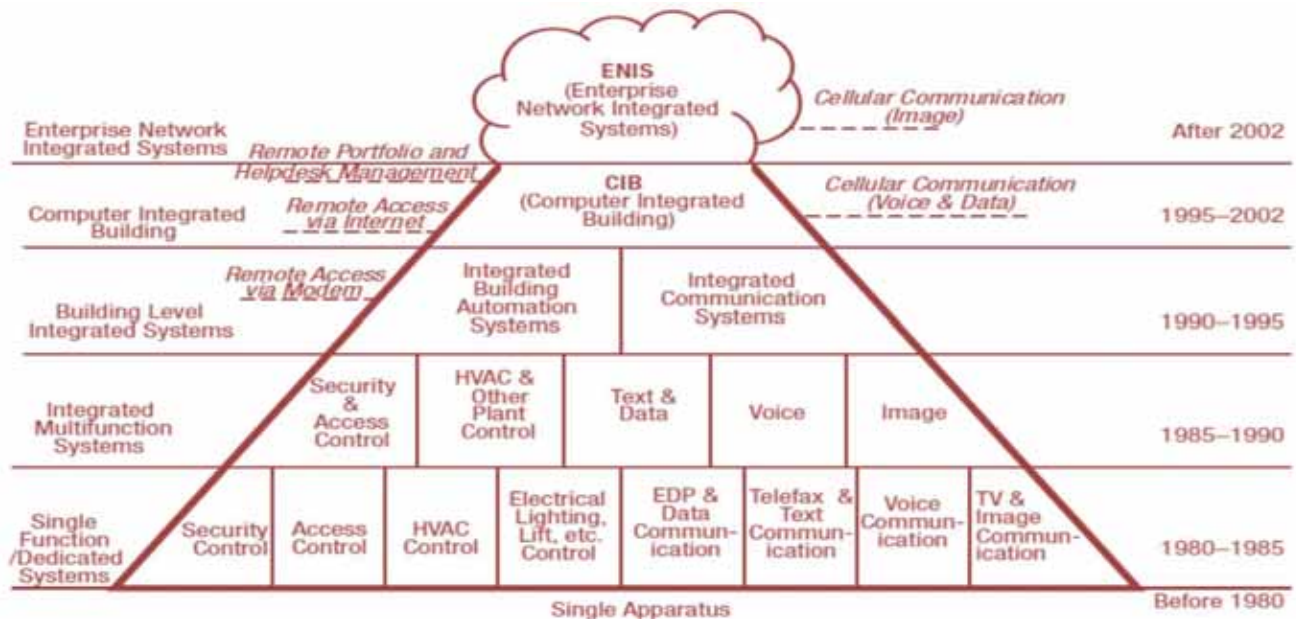 ENIS
(Enterprise
Network Integrated
Systems)
Cellular Communication
(Image)
Enterprise Network
Integrated Systems
After 2002
Remote Portfolio and
Helpdesk Management
CIB
(Computer Integrated
Building)
Cellular Communication
(Voice & Data)
Computer Integrated
Building
Remote Access
via Internet
1995–2002
Remote Access
via Modem
Integrated
Building
Automation
Systems
Integrated
Communication
Systems
Building Level
Integrated Systems
1990–1995
Integrated
Multifunction
Systems
Security
&
Access
Control
HVAC &
Other
Plant
Control
Text &
Data
Voice
Image
1985–1990
Single
Function
/Dedicated
Systems
Security
Control
Access
Control
HVAC
Control
Electrical
Lighting,
Lift, etc.
Control
EDP &
Data
Commun-
ication
Telefax &
Text
Commun-
ication
Voice
Commun-
ication
TV &
Image
Commun-
ication
1980–1985
Single Apparatus
Before 1980